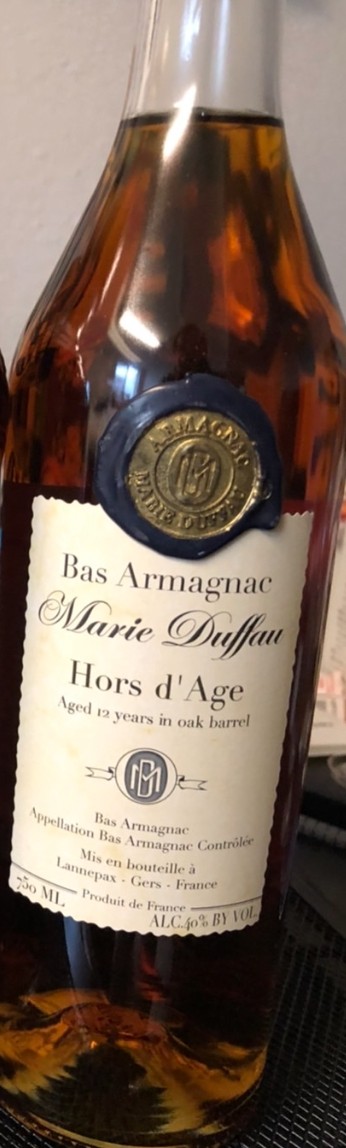 ARMAGNAC
MARIE DUFFAU
Bas Armagnac
Marie Duffau
Hors d'Age
Aged 12 years in oak barrel
Bas Armagnac
Appellation Bas Armagnac Contrôlée
Mis en bouteille à
Lannepax - Gers - France
750 ML
Produit de France
ALC.40% BY VOL.